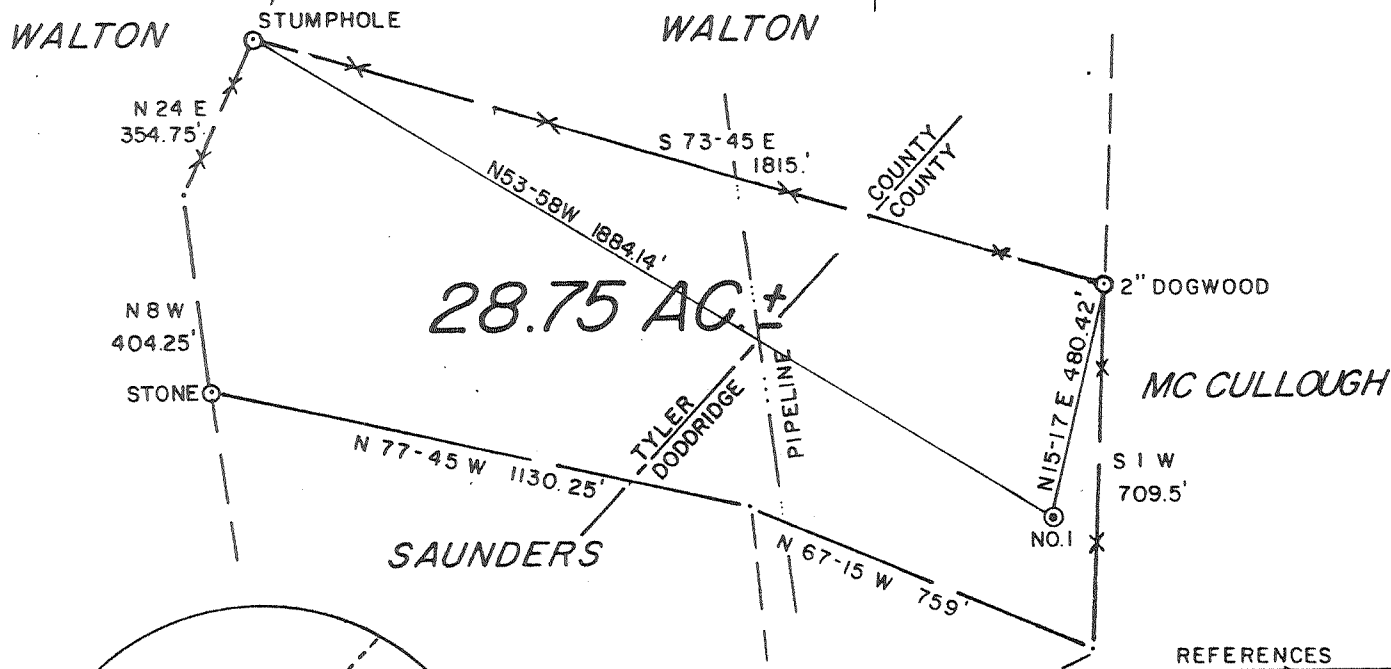 STUMPHOLE
WALTON
WALTON
N 24 E
354.75'
S 73-45 E
1815.'
COUNTY
COUNTY
N53-58W 1884.14'
28.75 AC. ±
2" DOGWOOD
N 8 W
404.25'
STONE
N15-17 E 480.42'
MC CULLOUGH
PIPELINE
TYLER
DODDRIDGE
N 77-45 W 1130.25'
S 1 W
709.5'
NO. 1
SAUNDERS
N 67-15 W 759'
REFERENCES